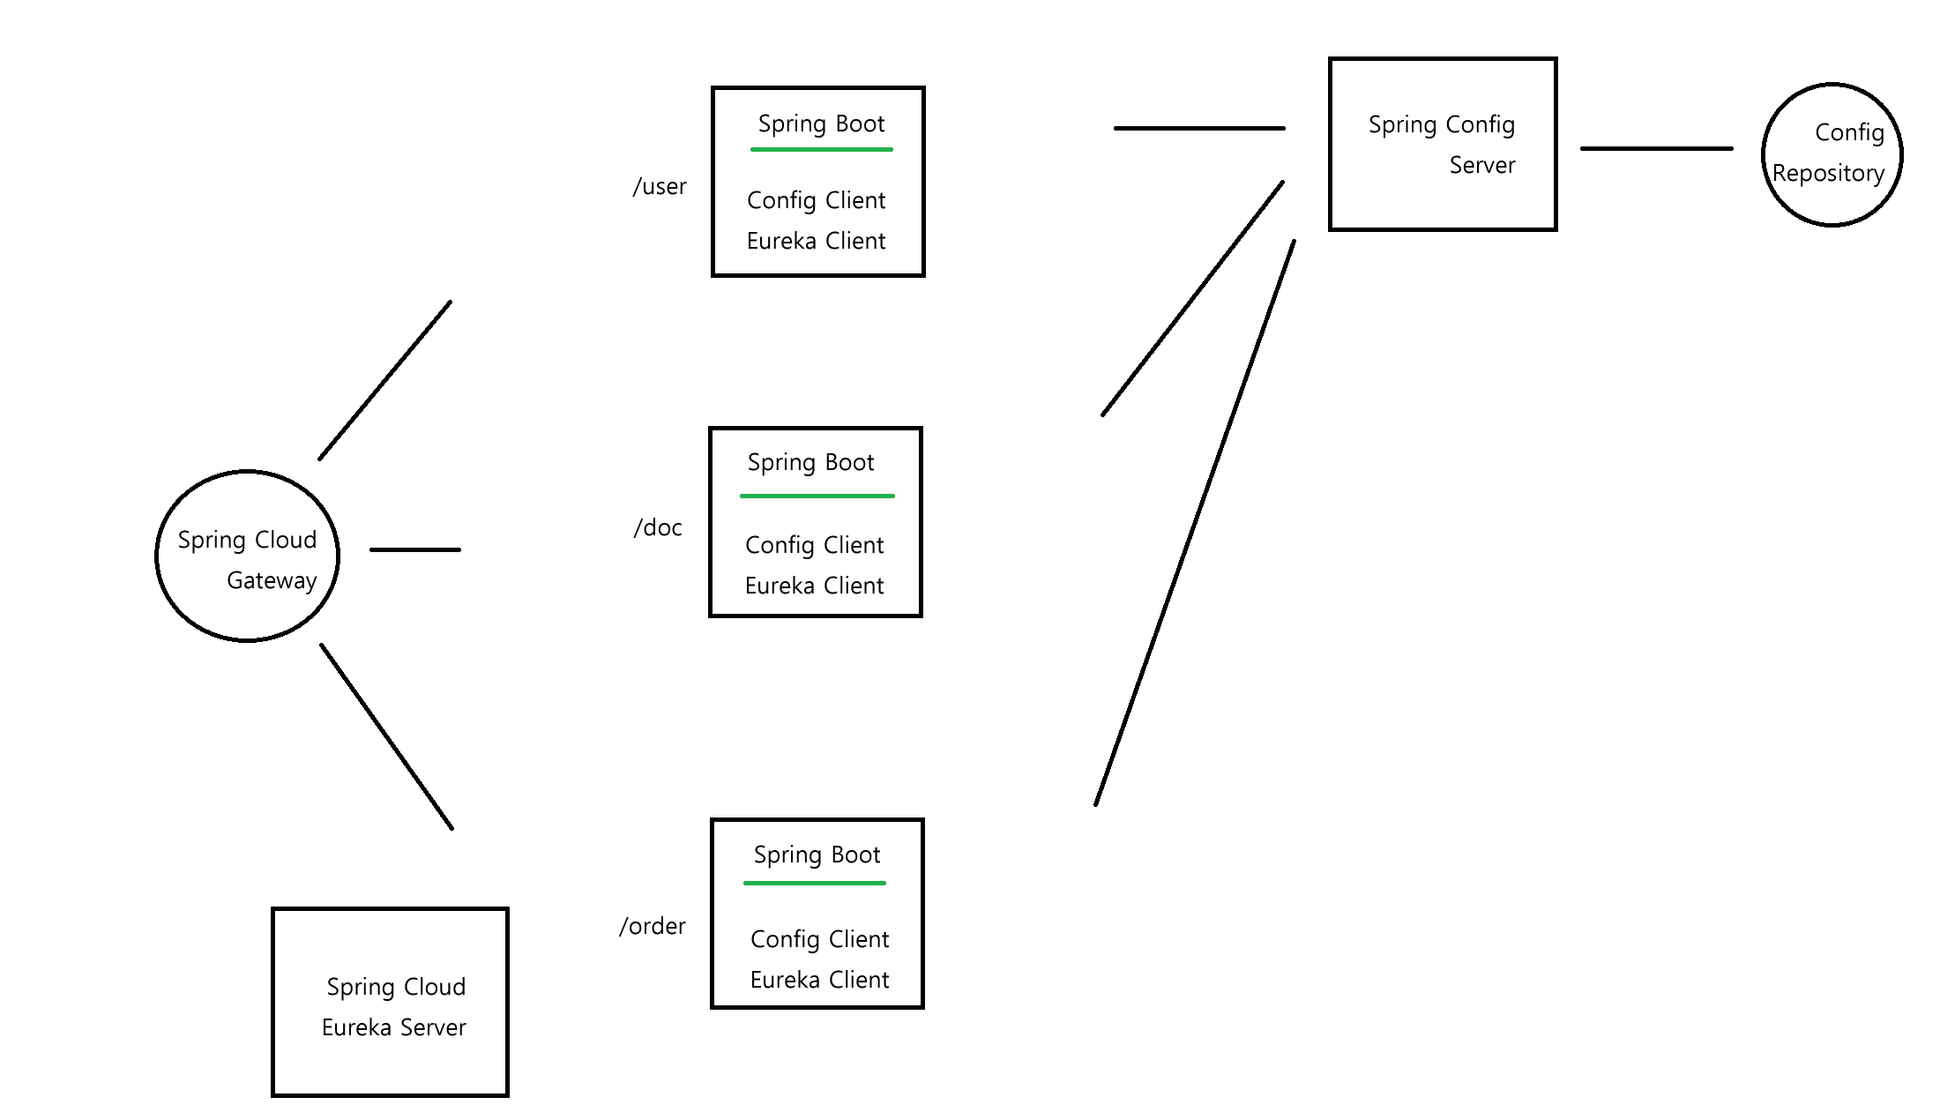 Spring Boot
/user
Config Client
Eureka Client
Spring Config
Server
Config
Repository
Spring Cloud
Gateway
/doc
Spring Boot
Config Client
Eureka Client
Spring Cloud
Eureka Server
/order
Spring Boot
Config Client
Eureka Client